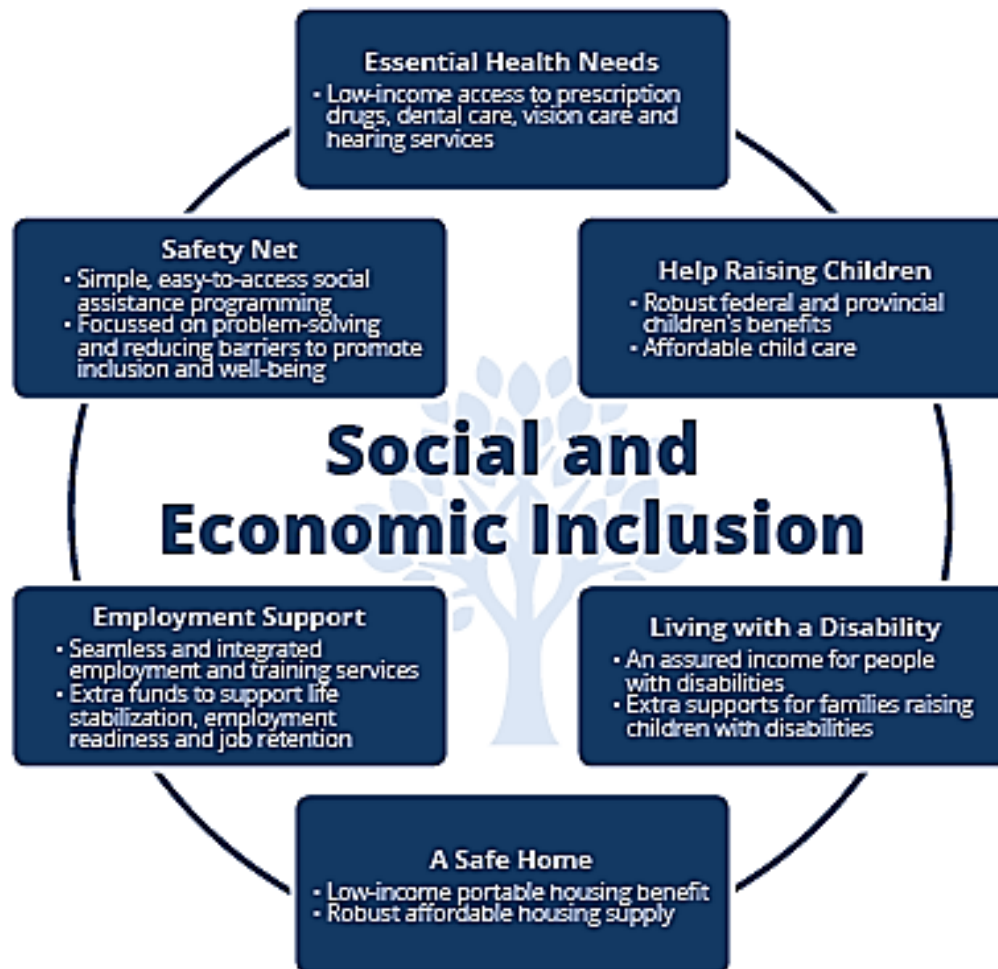 Essential Health Needs
• Low-income access to prescription
drugs, dental care, vision care and
hearing services
Safety Net
• Simple, easy-to-access social
assistance programming
• Focussed on problem-solving
and reducing barriers to promote
inclusion and well-being
Help Raising Children
• Robust federal and provincial
children's benefits
• Affordable child care
Social and
Economic Inclusion
Employment Support
• Seamless and integrated
employment and training services
• Extra funds to support life
stabilization, employment
readiness and job retention
Living with a Disability
• An assured income for people
with disabilities
• Extra supports for families raising
children with disabilities
A Safe Home
• Low-income portable housing benefit
• Robust affordable housing supply